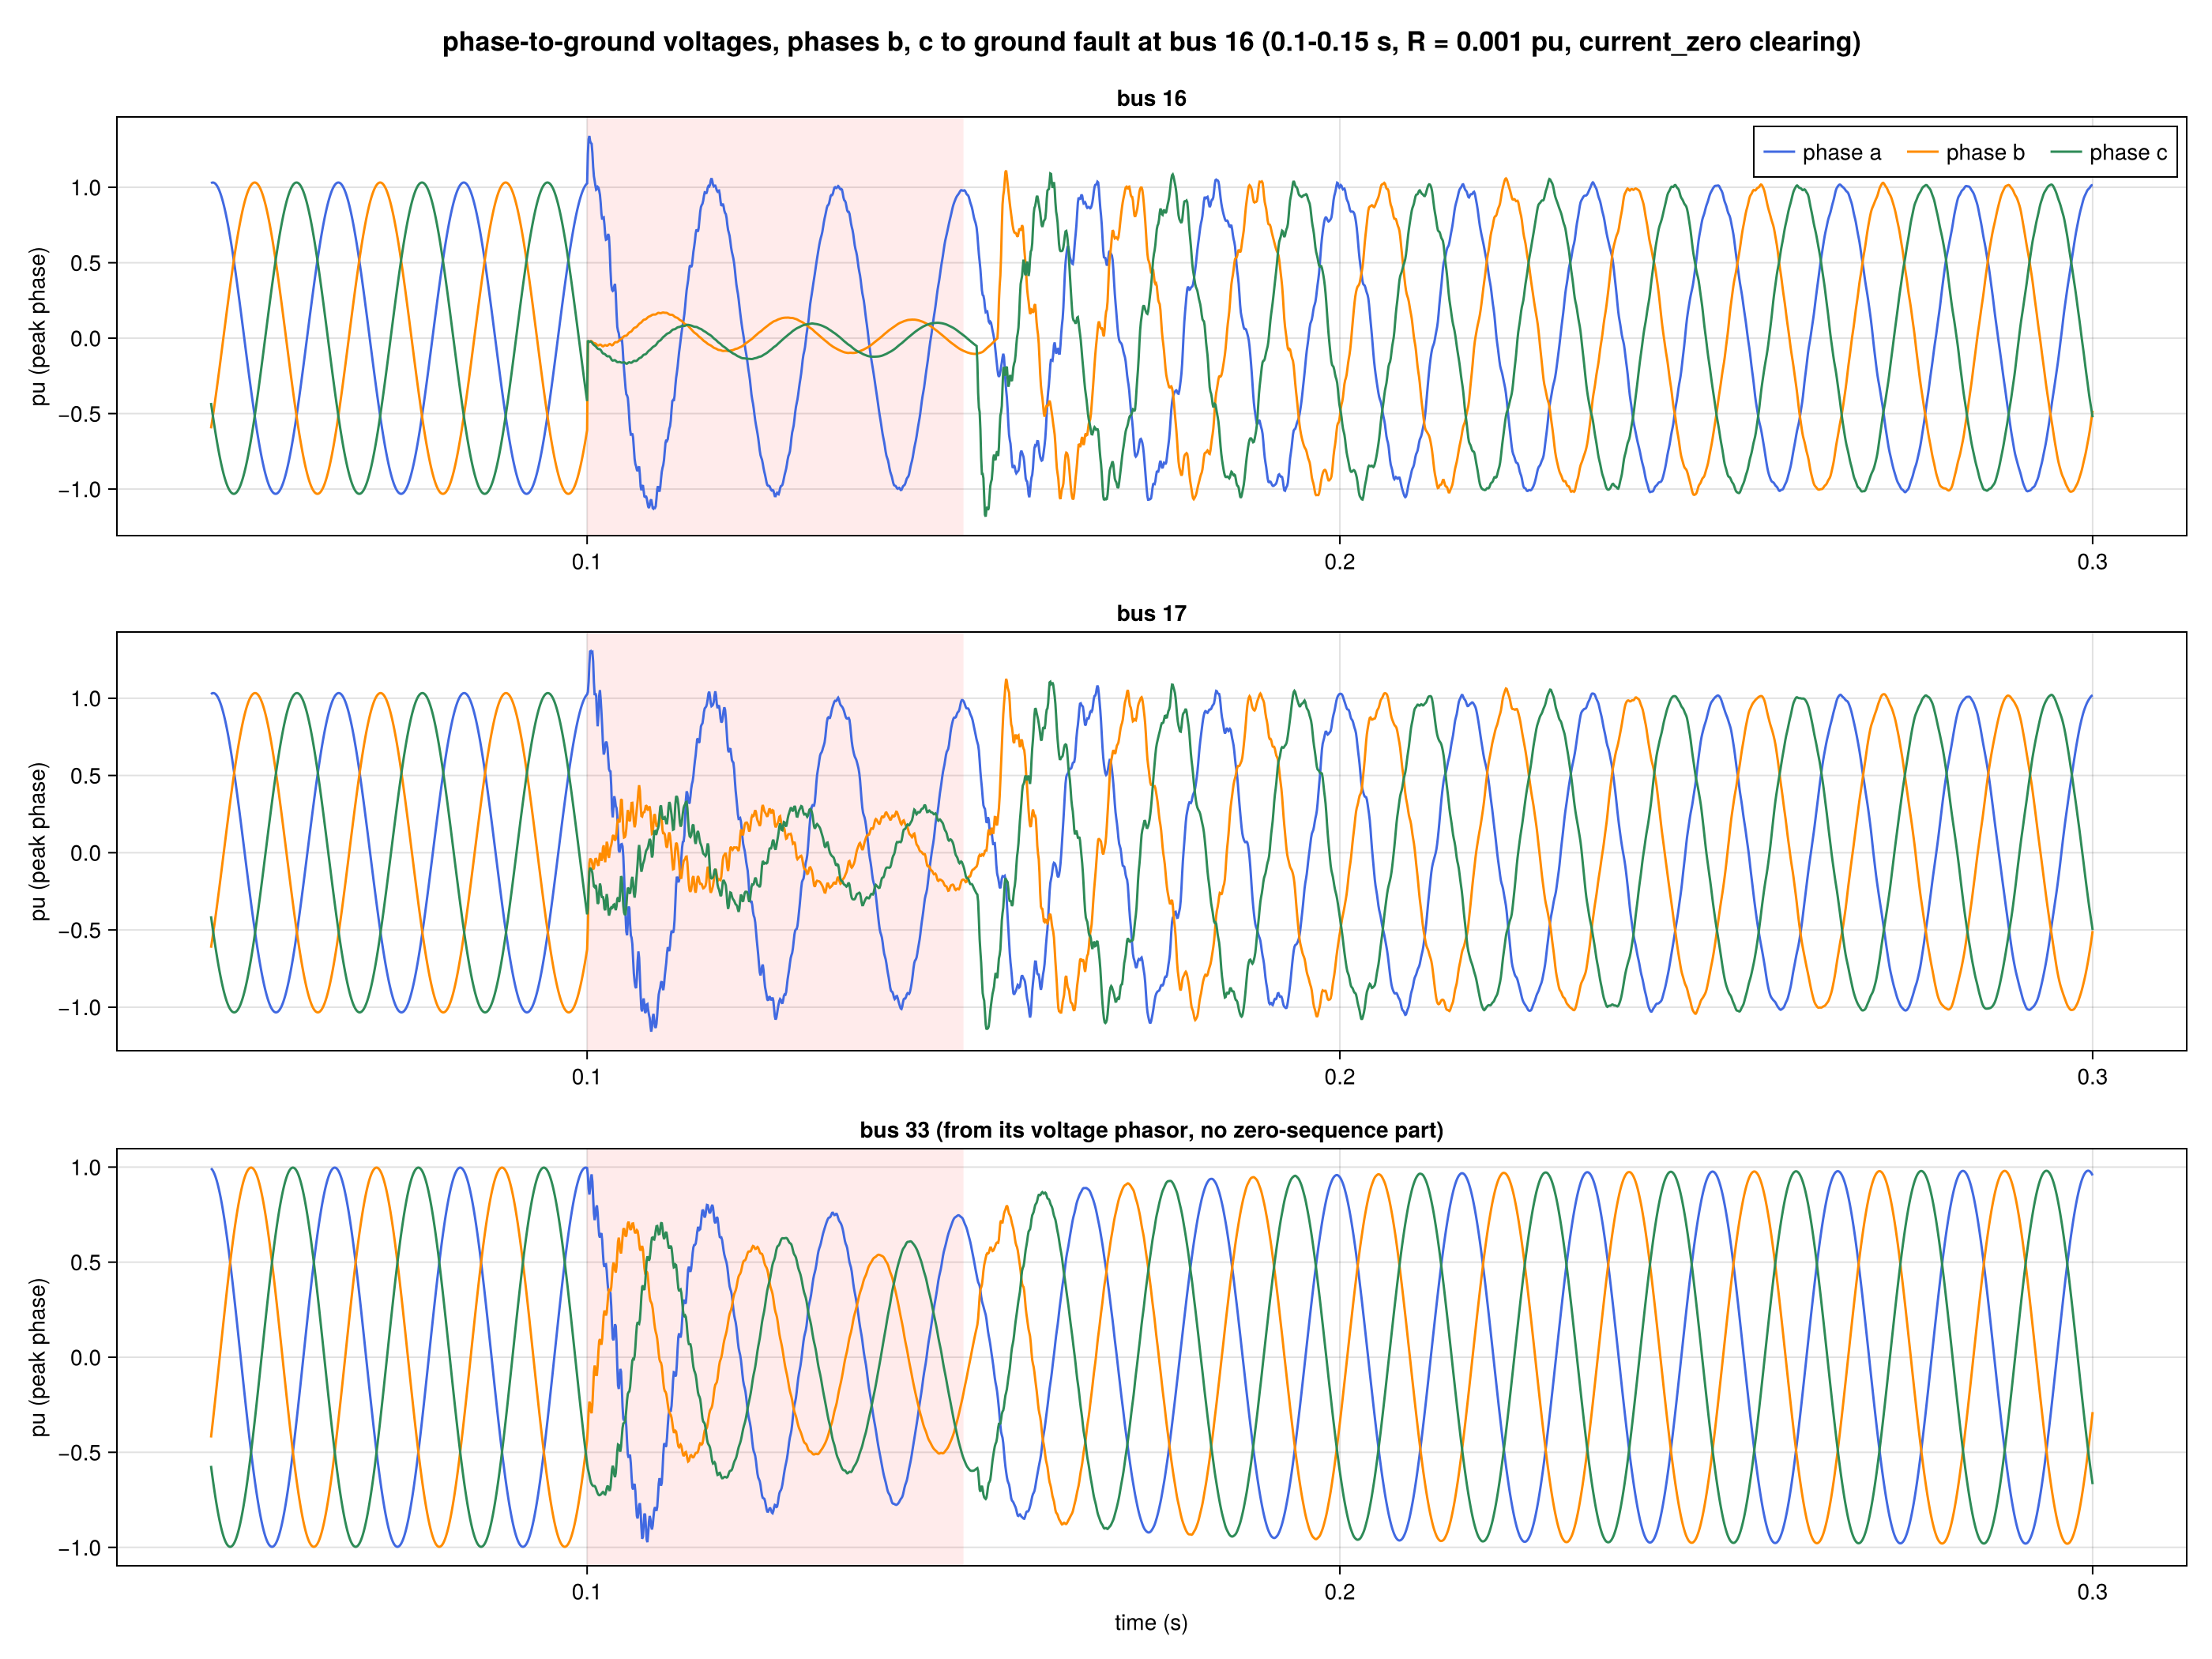 phase-to-ground voltages, phases b, c to ground fault at bus 16 (0.1-0.15 s, R = 0.001 pu, current_zero clearing)
bus 16
phase a phase b phase c
pu (peak phase)
1.0
0.5
0.0
−0.5
−1.0
0.1 0.2 0.3
bus 17
pu (peak phase)
1.0
0.5
0.0
−0.5
−1.0
0.1 0.2 0.3
bus 33 (from its voltage phasor, no zero-sequence part)
pu (peak phase)
1.0
0.5
0.0
−0.5
−1.0
0.1 0.2 0.3
time (s)